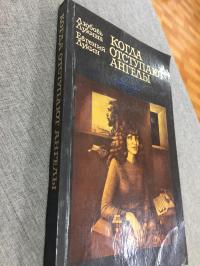 Любовь
Лукина
Евгений
Лукин
КОГДА
ОТСТУПАЮТ
АНГЕЛЫ
КОГДА ОТСТУПАЮТ АНГЕЛЫ